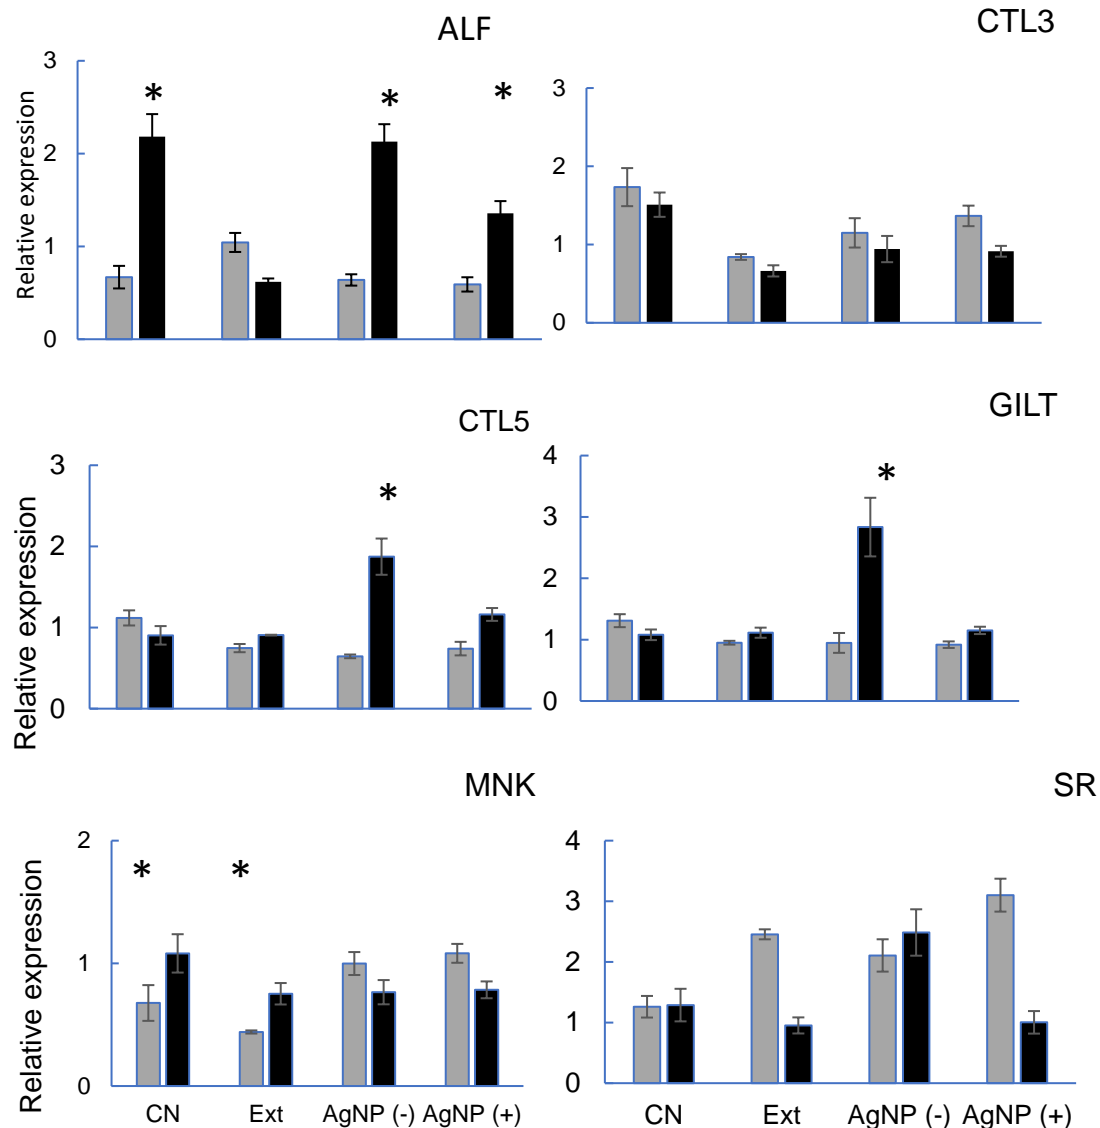 ALF
CTL3
3
2
1
0
Relative expression
*
*
*
3
2
1
0
CTL5
GILT
3
2
1
0
Relative expression
*
4
3
2
1
0
*
MNK
SR
2
1
0
Relative expression
*
*
CN Ext AgNP (-) AgNP (+)
4
3
2
1
0
CN Ext AgNP (-) AgNP (+)